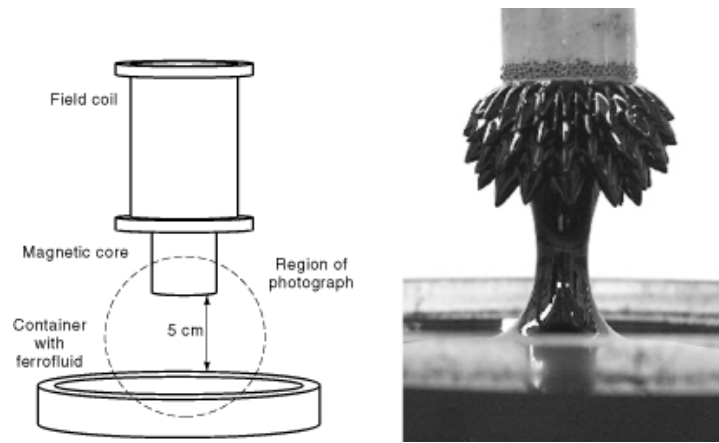 Field coil
Magnetic core
Region of
photograph
5 cm
Container
with
ferrofluid